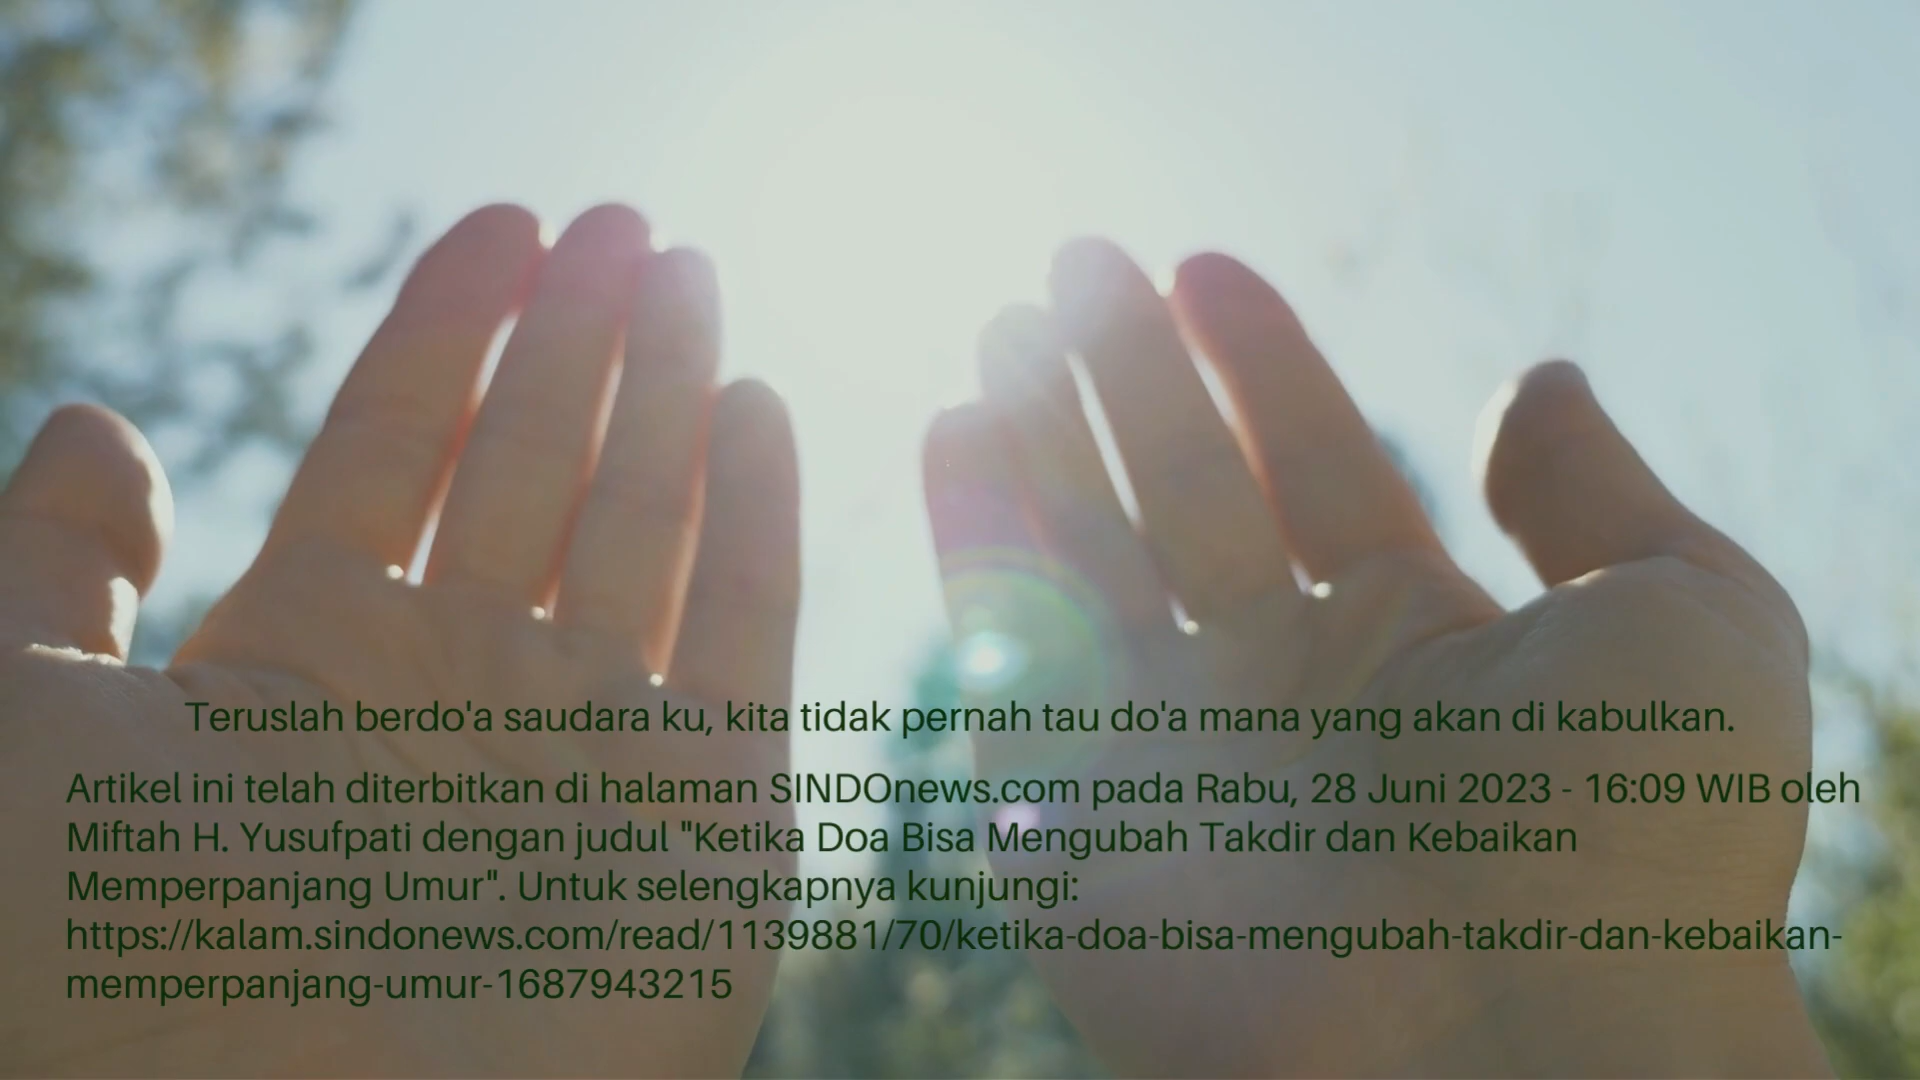 Teruslah berdo'a saudara ku, kita tidak pernah tau do'a mana yang akan di kabulkan.
Artikel ini telah diterbitkan di halaman SINDOnews.com pada Rabu, 28 Juni 2023 - 16:09 WIB oleh
Miftah H. Yusufpati dengan judul "Ketika Doa Bisa Mengubah Takdir dan Kebaikan
Memperpanjang Umur". Untuk selengkapnya kunjungi:
https://kalam.sindonews.com/read/1139881/70/ketika-doa-bisa-mengubah-takdir-dan-kebaikan-
memperpanjang-umur-1687943215